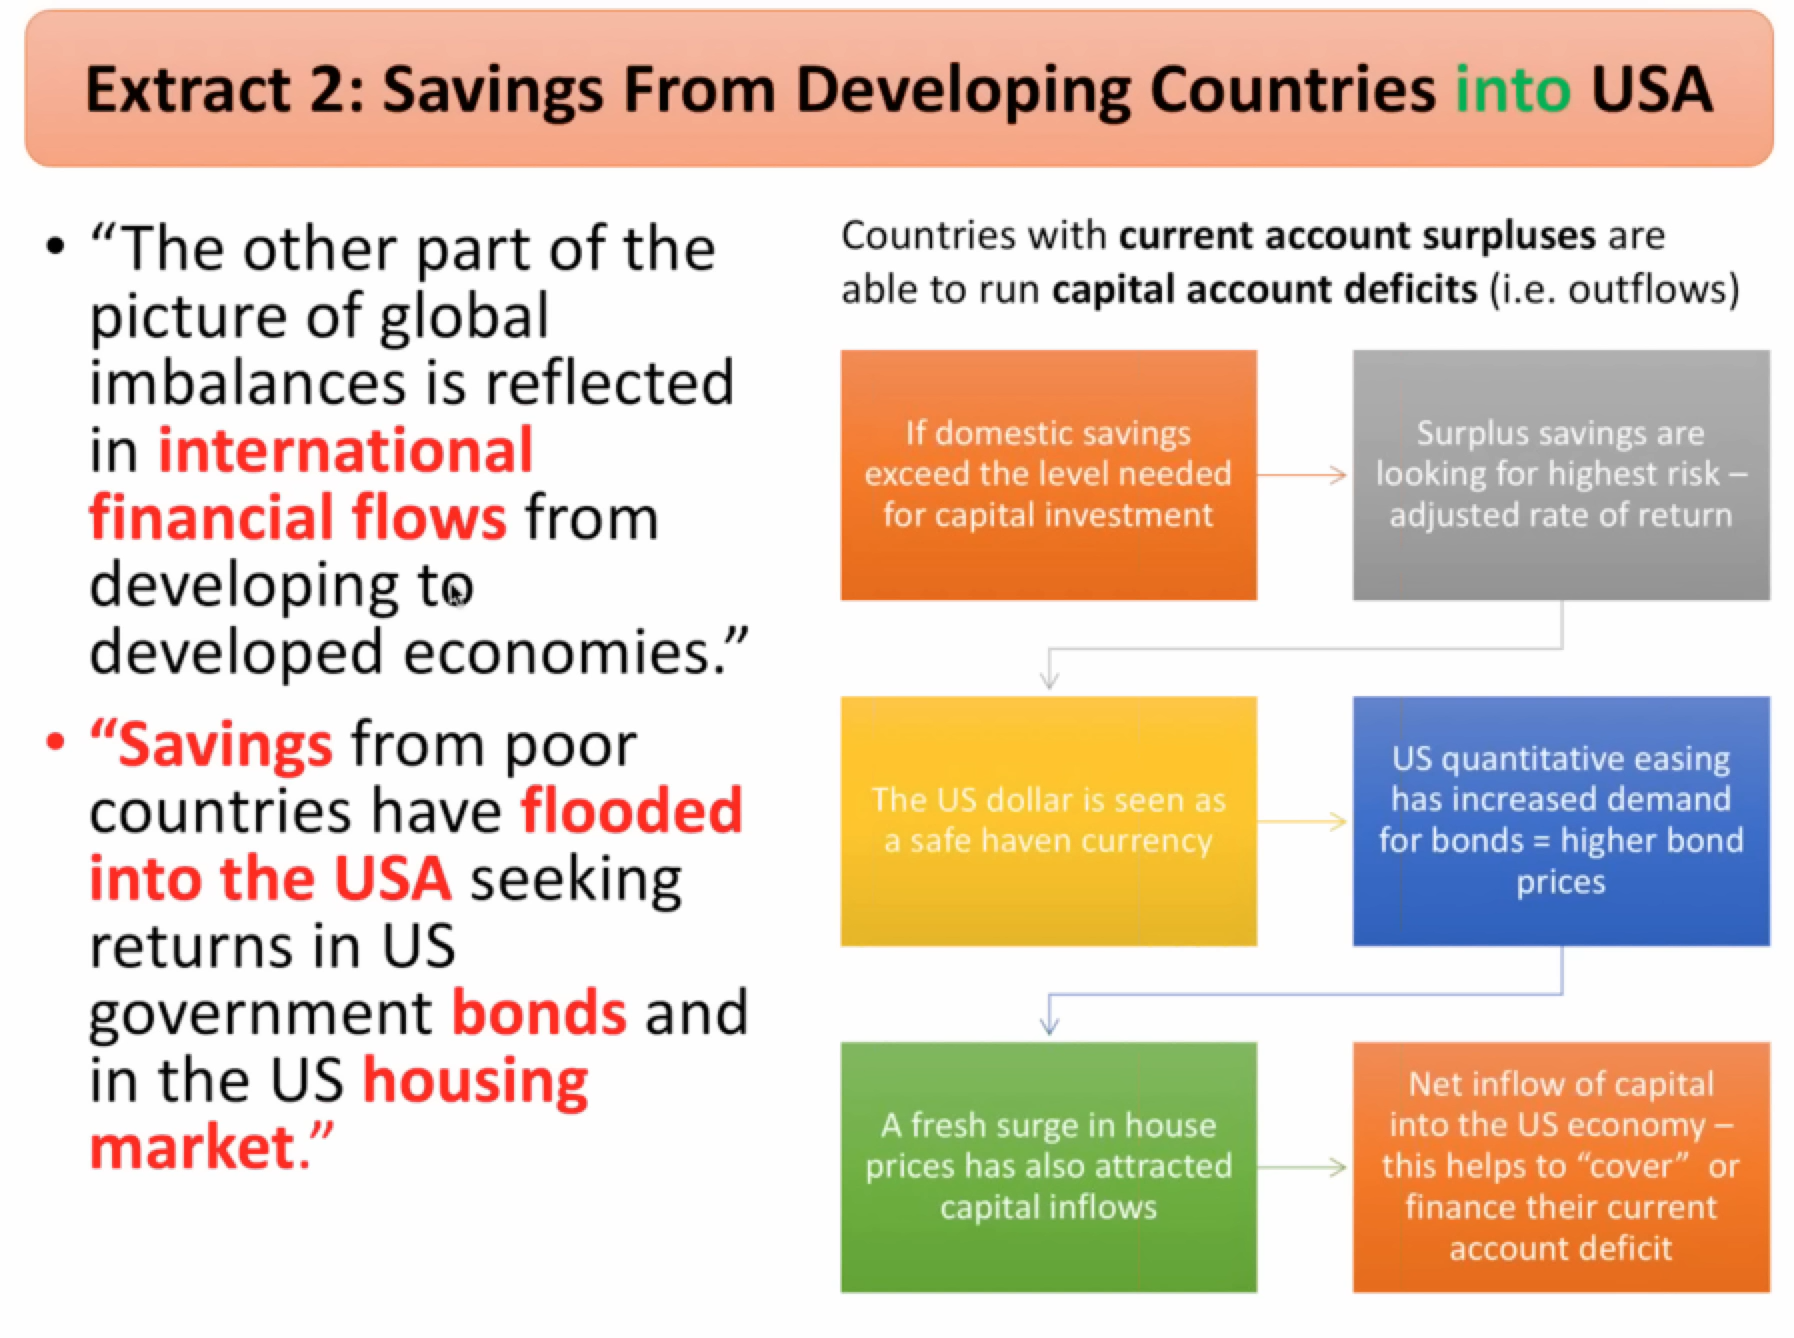 Extract 2: Savings From Developing Countries into USA
• “The other part of the
picture of global
imbalances is reflected
in international
financial flows from
developing to
developed economies.”
• “Savings from poor
countries have flooded
into the USA seeking
returns in US
government bonds and
in the US housing
market.”
Countries with current account surpluses are
able to run capital account deficits (i.e. outflows)
If domestic savings
exceed the level needed
for capital investment
Surplus savings are
looking for highest risk –
adjusted rate of return
The US dollar is seen as
a safe haven currency
US quantitative easing
has increased demand
for bonds = higher bond
prices
A fresh surge in house
prices has also attracted
capital inflows
Net inflow of capital
into the US economy –
this helps to “cover” or
finance their current
account deficit